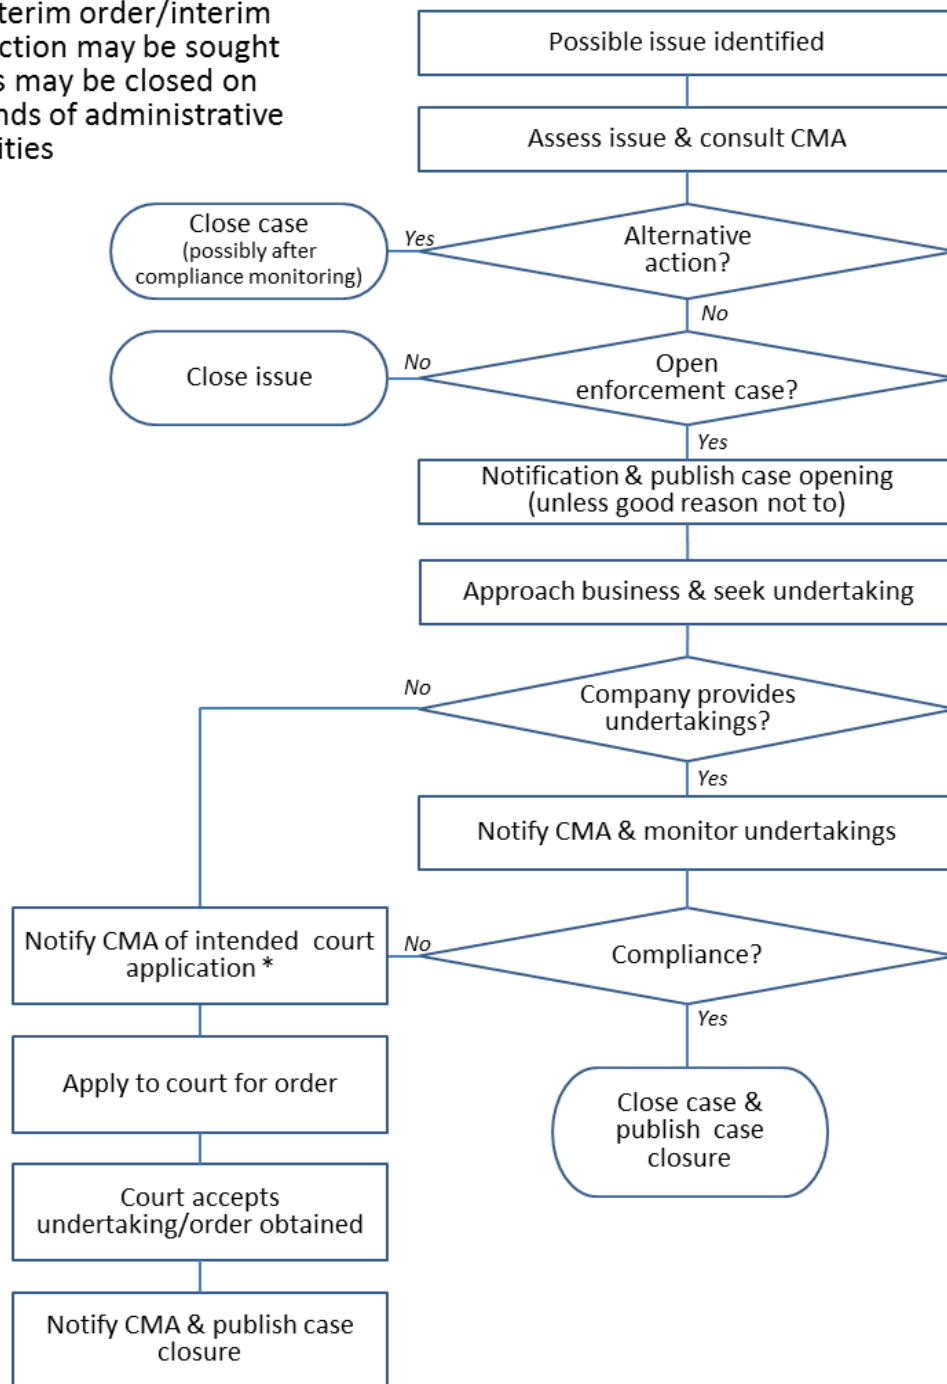 terim order/interim
ction may be sought
s may be closed on
nds of administrative
ities
Possible issue identified
Assess issue & consult CMA
Alternative
action?
Yes
Close case
(possibly after
compliance monitoring)
No
Open
enforcement case?
No
Close issue
Yes
Notification & publish case opening
(unless good reason not to)
Approach business & seek undertaking
Company provides
undertakings?
No
Yes
Notify CMA & monitor undertakings
Compliance?
No
Notify CMA of intended court
application *
Yes
Close case &
publish case
closure
Apply to court for order
Court accepts
undertaking/order obtained
Notify CMA & publish case
closure